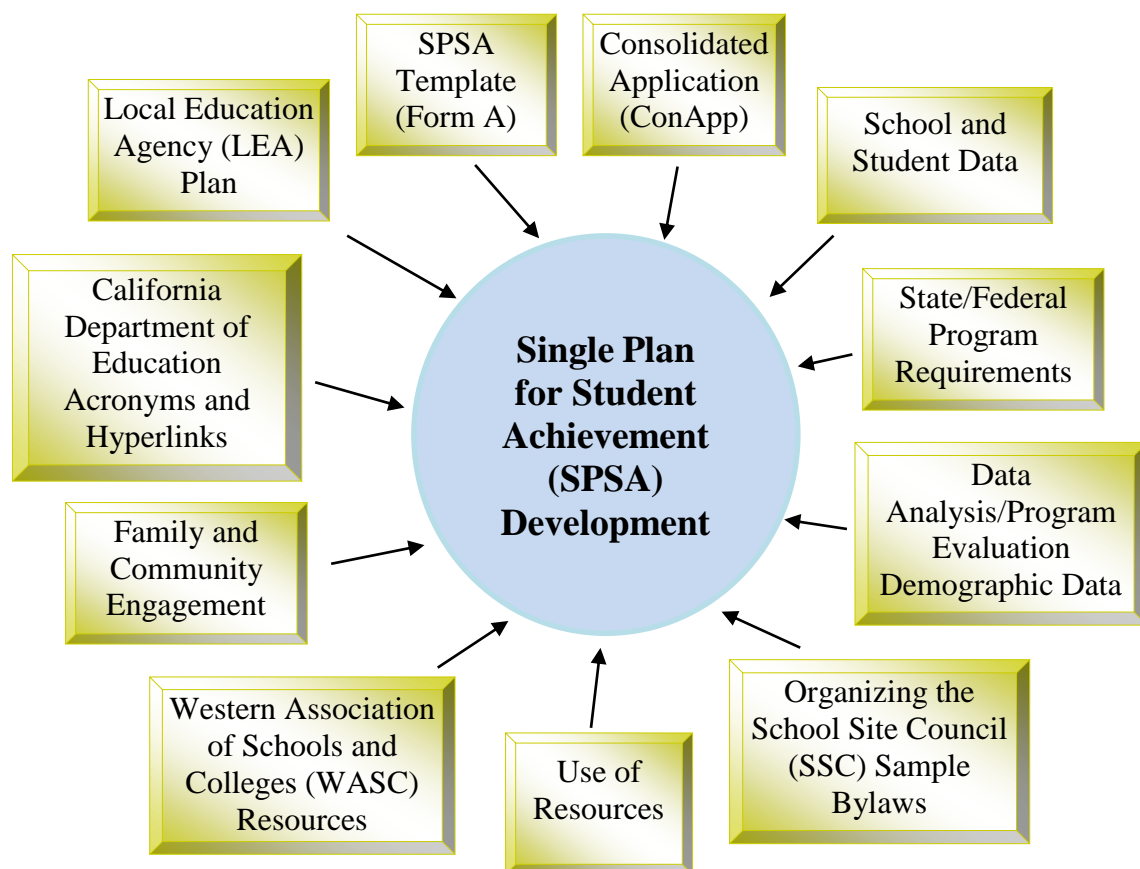 SPSA
Template
(Form A)
Consolidated
Application
(ConApp)
Local Education
Agency (LEA)
Plan
School and
Student Data
California
Department of
Education
Acronyms and
Hyperlinks
Single Plan
for Student
Achievement
(SPSA)
Development
State/Federal
Program
Requirements
Data
Analysis/Program
Evaluation
Demographic Data
Family and
Community
Engagement
Western Association
of Schools and
Colleges (WASC)
Resources
Use of
Resources
Organizing the
School Site Council
(SSC) Sample
Bylaws